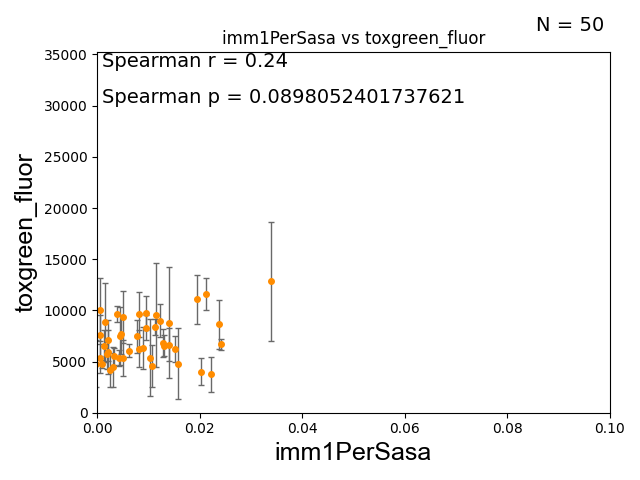 N = 50
imm1PerSasa vs toxgreen_fluor
Spearman r = 0.24
Spearman p = 0.0898052401737621
35000
30000
25000
20000
15000
10000
5000
0
toxgreen_fluor
0.00 0.02 0.04 0.06 0.08 0.10
imm1PerSasa